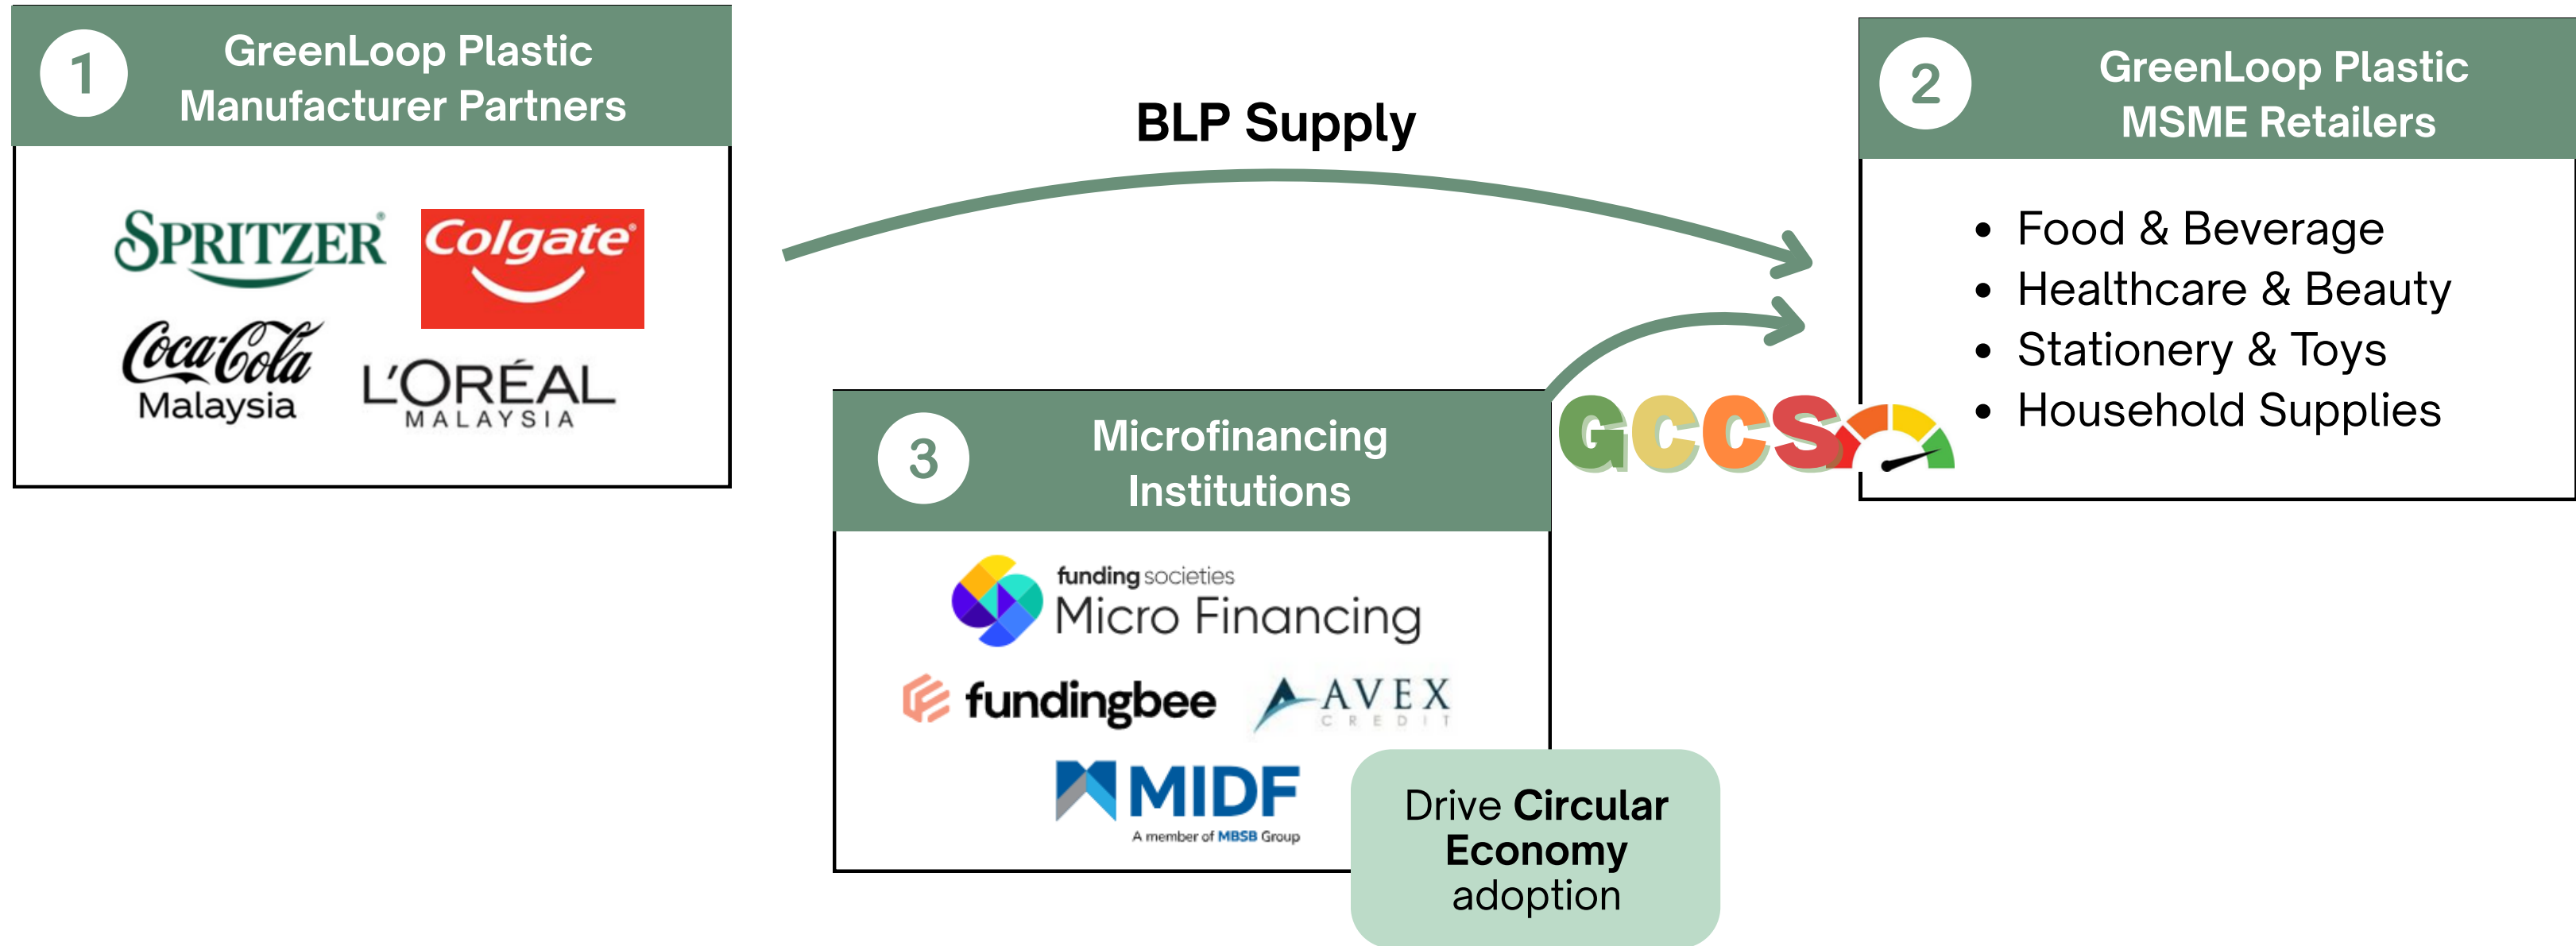 1
GreenLoop Plastic
Manufacturer Partners
SPRITZER®
Colgate®
Coca-Cola
Malaysia
L'ORÉAL
MALAYSIA
BLP Supply
2
GreenLoop Plastic
MSME Retailers
• Food & Beverage
• Healthcare & Beauty
• Stationery & Toys
• Household Supplies
GCCS
3
Microfinancing
Institutions
funding societies
Micro Financing
fundingbee
AVEX
CREDIT
MIDF
A member of MBSB Group
Drive Circular
Economy
adoption